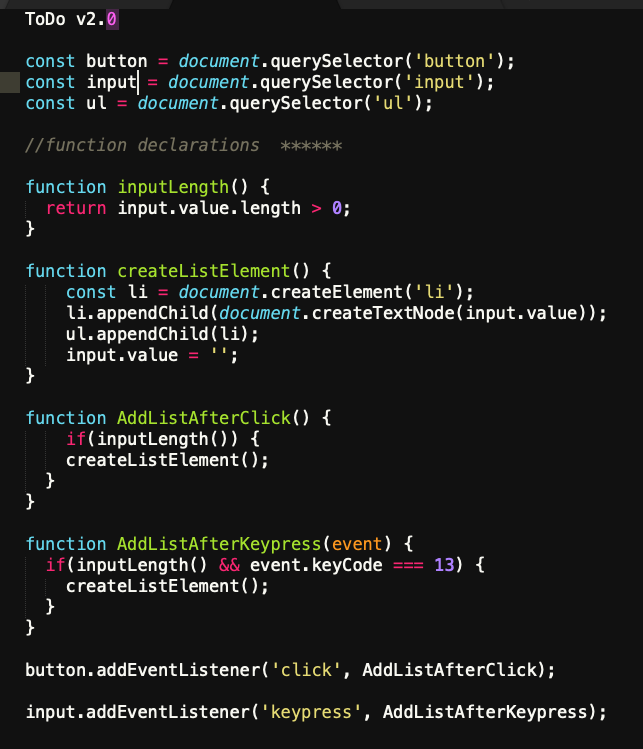 ToDo v2.0
const button = document.querySelector('button');
const input = document.querySelector('input');
const ul = document.querySelector('ul');
//function declarations  ******
function inputLength() {
  return input.value.length > 0;
}
function createListElement() {
    const li = document.createElement('li');
    li.appendChild(document.createTextNode(input.value));
    ul.appendChild(li);
    input.value = '';
}
function AddListAfterClick() {
    if(inputLength()) {
    createListElement();
  }
}
function AddListAfterKeypress(event) {
  if(inputLength() && event.keyCode === 13) {
    createListElement();
  }
}
button.addEventListener('click', AddListAfterClick);
input.addEventListener('keypress', AddListAfterKeypress);